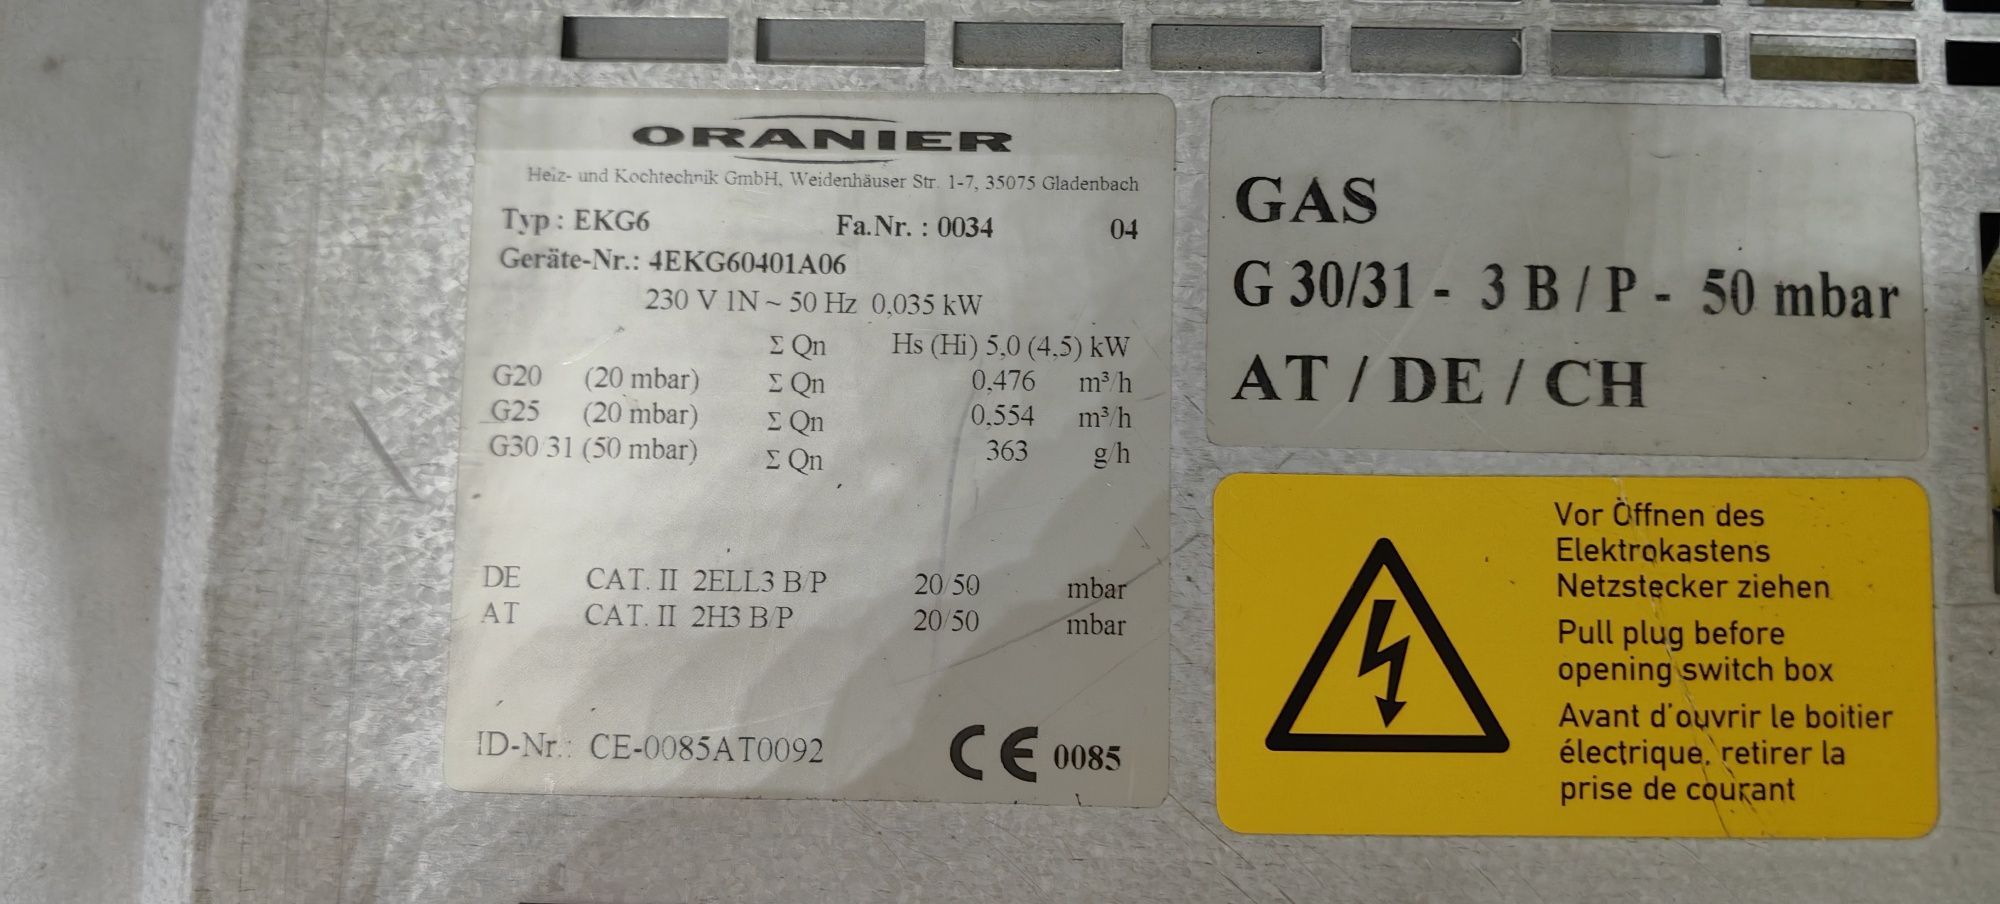 ORANIER
Heiz- und Kochtechnik GmbH, Weidenhäuser Str. 1-7, 35075 Gladenbach
Typ: EKG6 Fa.Nr. : 0034 04
Geräte-Nr.: 4EKG60401A06
230 V 1N ~ 50 Hz 0,035 kW
Σ Qn Hs (Hi) 5,0 (4,5) kW
G20 (20 mbar) Σ Qn 0,476 m³/h
G25 (20 mbar) Σ Qn 0,554 m³/h
G30/31 (50 mbar) Σ Qn 363 g/h
DE CAT. II 2ELL3 B/P 20/50 mbar
AT CAT. II 2H3 B/P 20/50 mbar
ID-Nr.: CE-0085AT0092 CE 0085
GAS
G 30/31 - 3 B / P - 50 mbar
AT / DE / CH
Vor Öffnen des
Elektrokastens
Netzstecker ziehen
Pull plug before
opening switch box
Avant d'ouvrir le boitier
électrique, retirer la
prise de courant